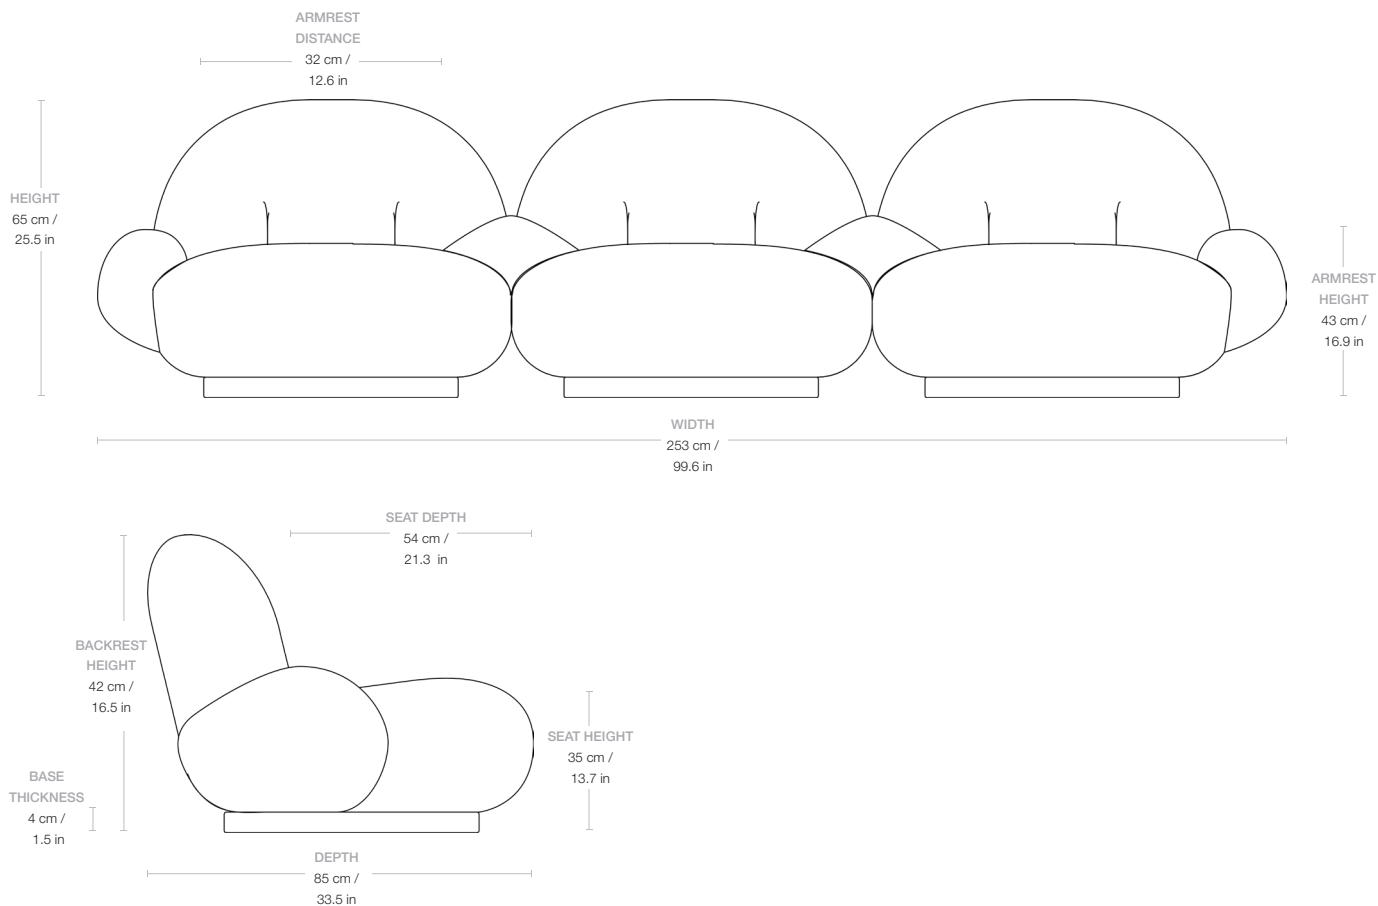 ARMREST
DISTANCE
32 cm /
12.6 in
HEIGHT
65 cm /
25.5 in
ARMREST
HEIGHT
43 cm /
16.9 in
WIDTH
253 cm /
99.6 in
SEAT DEPTH
54 cm /
21.3 in
BACKREST
HEIGHT
42 cm /
16.5 in
SEAT HEIGHT
35 cm /
13.7 in
BASE
THICKNESS
4 cm /
1.5 in
DEPTH
85 cm /
33.5 in